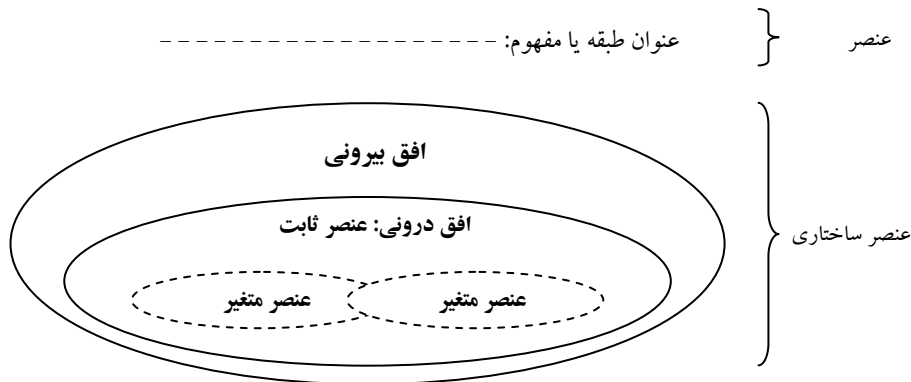 عنصر
عنوان طبقه یا مفهوم: – – – – – – – – – – – – – – – – – – –
افق بیرونی
افق درونی: عنصر ثابت
عنصر ساختاری
عنصر متغیر
عنصر متغیر